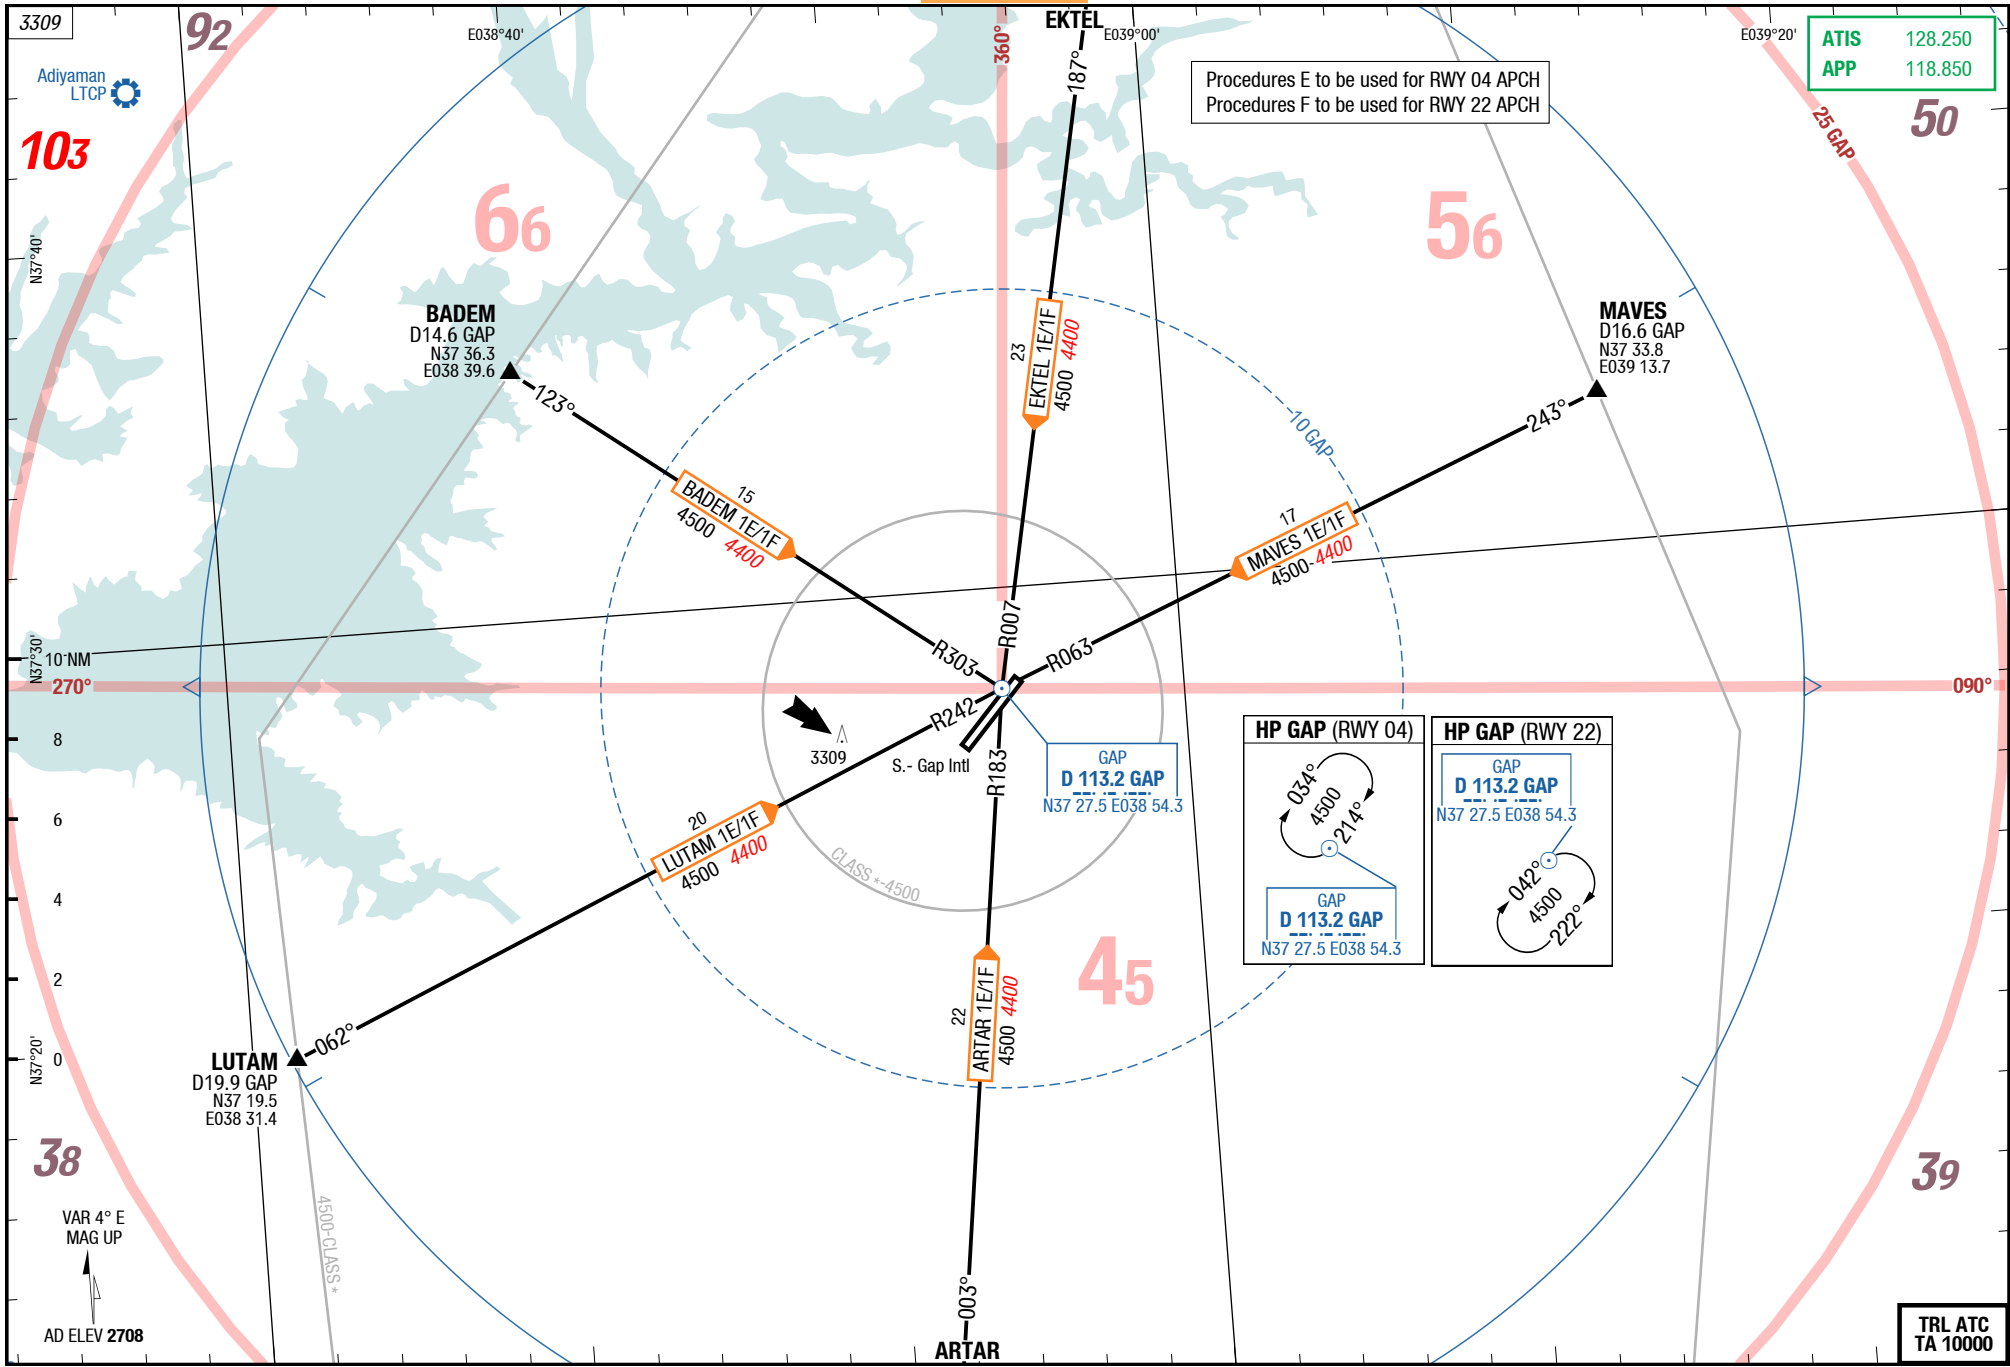 3309
92
E038°40'
EKTEL
E039°00'
E039°20'
ATIS 128.250
APP 118.850
Adiyaman
LTCP
103
360°
187°
Procedures E to be used for RWY 04 APCH
Procedures F to be used for RWY 22 APCH
25 GAP
50
66
56
N37°40'
BADEM
D14.6 GAP
N37 36.3
E038 39.6
MAVES
D16.6 GAP
N37 33.8
E039 13.7
123°
243°
23
EKTEL 1E/1F
4500 4400
10 GAP
15
BADEM 1E/1F
4500 4400
17
MAVES 1E/1F
4500 4400
R007
R303
R063
N37°30'
10 NM
270°
090°
R242
R183
8
3309
S.- Gap Intl
GAP
D 113.2 GAP
N37 27.5 E038 54.3
HP GAP (RWY 04)
034°
4500
214°
GAP
D 113.2 GAP
N37 27.5 E038 54.3
HP GAP (RWY 22)
GAP
D 113.2 GAP
N37 27.5 E038 54.3
042°
4500
222°
6
20
LUTAM 1E/1F
4500 4400
CLASS *-4500
4
45
2
22
ARTAR 1E/1F
4500 4400
N37°20'
0
062°
LUTAM
D19.9 GAP
N37 19.5
E038 31.4
38
39
4500-CLASS *
VAR 4° E
MAG UP
AD ELEV 2708
003°
ARTAR
TRL ATC
TA 10000